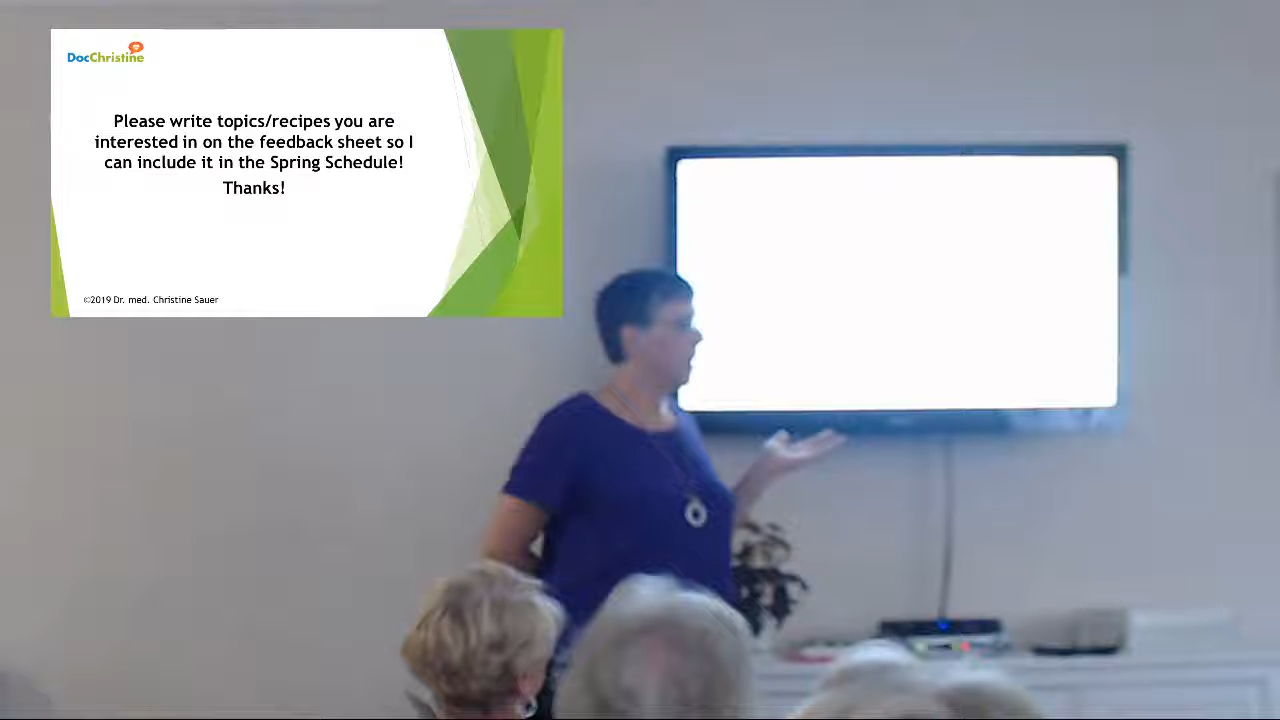 DocChristine
Please write topics/recipes you are
interested in on the feedback sheet so I
can include it in the Spring Schedule!
Thanks!
©2019 Dr. med. Christine Sauer